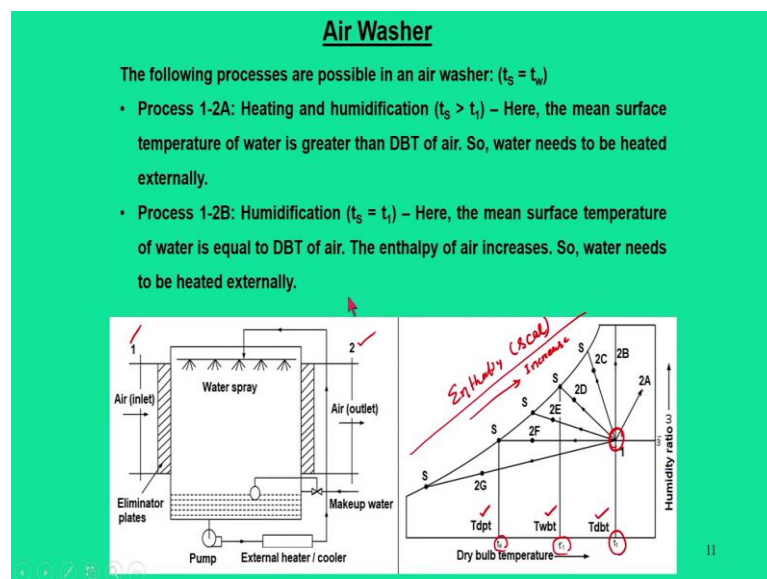 Air Washer
The following processes are possible in an air washer: (tS = tw)
• Process 1-2A: Heating and humidification (tS > t1) – Here, the mean surface
temperature of water is greater than DBT of air. So, water needs to be heated
externally.
• Process 1-2B: Humidification (tS = t1) – Here, the mean surface temperature
of water is equal to DBT of air. The enthalpy of air increases. So, water needs
to be heated externally.
1
2
Water spray
Air (inlet)
Air (outlet)
Eliminator
plates
Makeup water
Pump
External heater / cooler
Enthalpy (scale)
Increase
S
2C
2B
2A
S
2D
S
2E
S
2F
1
S
2G
Tdpt
Twbt
Tdbt
Dry bulb temperature
Humidity ratio ω
11